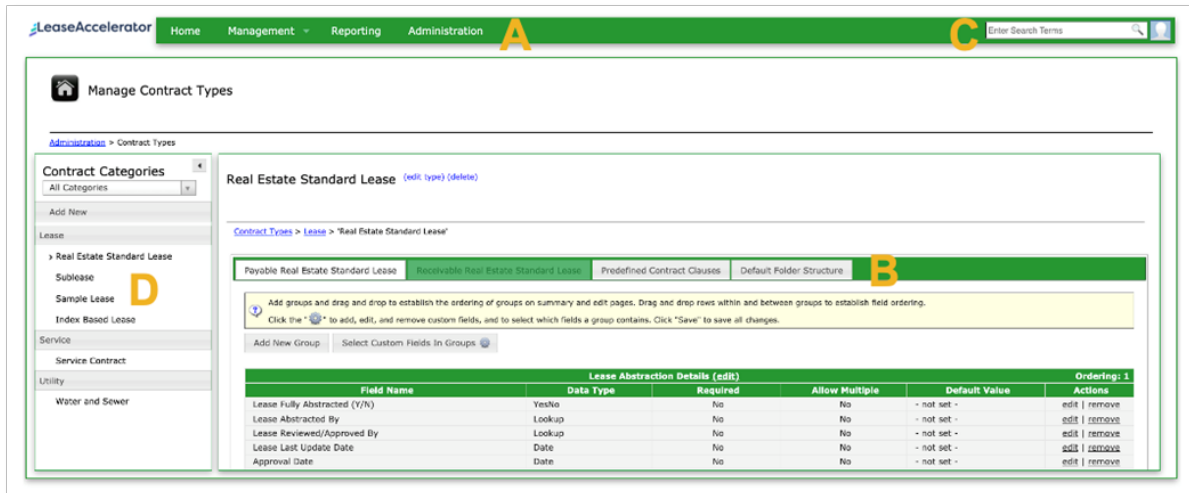 LeaseAccelerator Home Management Reporting Administration A C Enter Search Terms
Manage Contract Types
Administration > Contract Types
Contract Categories
All Categories
Add New
Lease
Real Estate Standard Lease
Sublease
D
Sample Lease
Index Based Lease
Service
Service Contract
Utility
Water and Sewer
Real Estate Standard Lease (edit type) (delete)
Contract Types > Lease > 'Real Estate Standard Lease'
Payable Real Estate Standard Lease Receivable Real Estate Standard Lease Predefined Contract Clauses Default Folder Structure B
Add groups and drag and drop to establish the ordering of groups on summary and edit pages. Drag and drop rows within and between groups to establish field ordering.
Click the "⚙" to add, edit, and remove custom fields, and to select which fields a group contains. Click "Save" to save all changes.
Add New Group Select Custom Fields In Groups
Lease Abstraction Details (edit) Ordering: 1
Field Name Data Type Required Allow Multiple Default Value Actions
Lease Fully Abstracted (Y/N) YesNo No No - not set - edit | remove
Lease Abstracted By Lookup No No - not set - edit | remove
Lease Reviewed/Approved By Lookup No No - not set - edit | remove
Lease Last Update Date Date No No - not set - edit | remove
Approval Date Date No No - not set - edit | remove